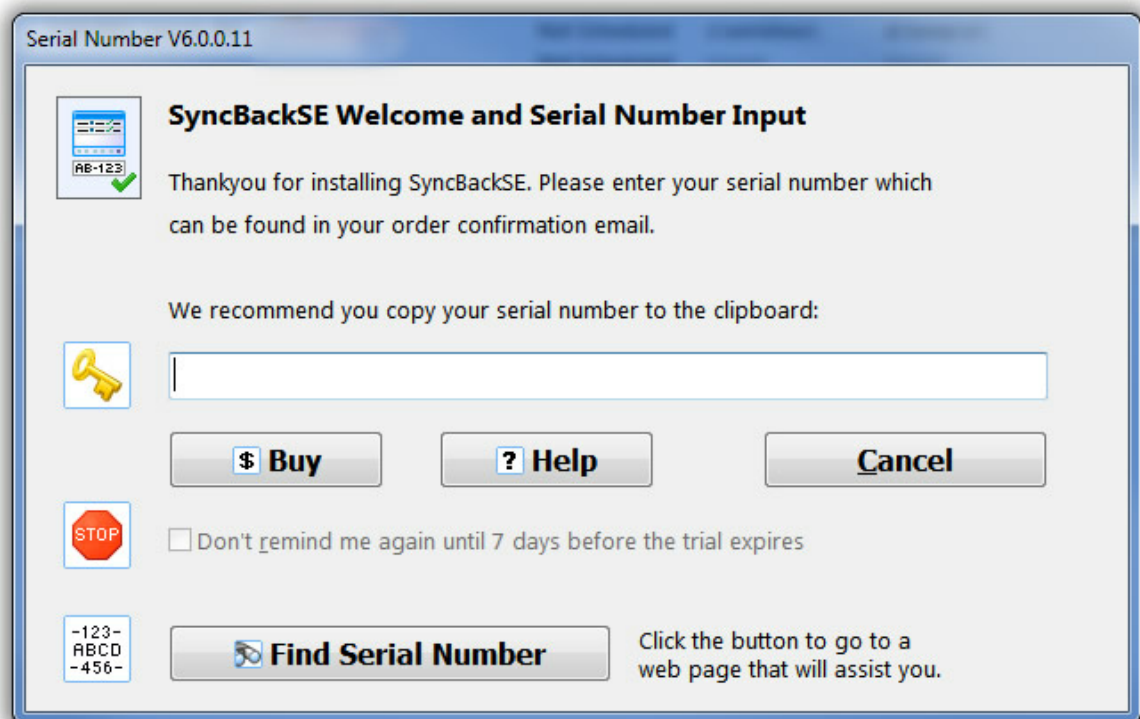 Serial Number V6.0.0.11
SyncBackSE Welcome and Serial Number Input
AB-123
Thankyou for installing SyncBackSE. Please enter your serial number which
can be found in your order confirmation email.
We recommend you copy your serial number to the clipboard:
$ Buy
? Help
Cancel
STOP
Don't remind me again until 7 days before the trial expires
-123-
ABCD
-456-
Find Serial Number
Click the button to go to a
web page that will assist you.